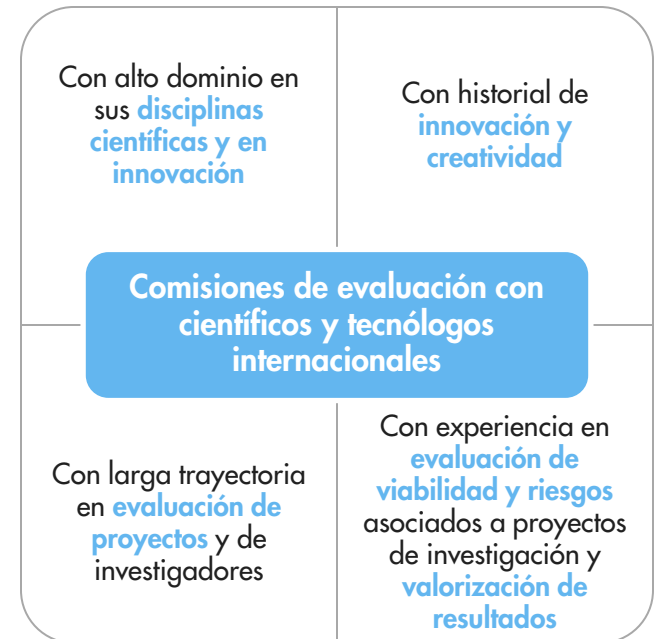 Con alto dominio en
sus disciplinas
científicas y en
innovación
Con historial de
innovación y
creatividad
Comisiones de evaluación con
científicos y tecnólogos
internacionales
Con larga trayectoria
en evaluación de
proyectos y de
investigadores
Con experiencia en
evaluación de
viabilidad y riesgos
asociados a proyectos
de investigación y
valorización de
resultados